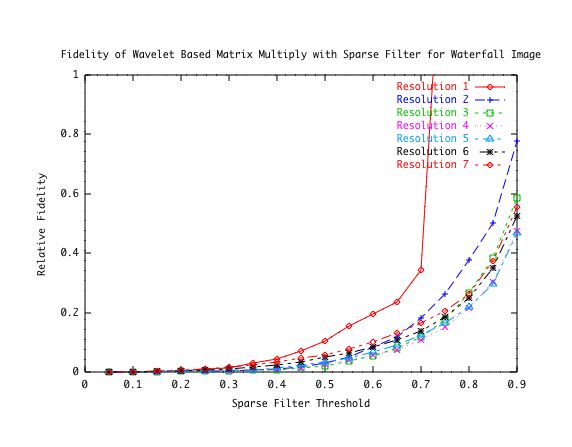 Fidelity of Wavelet Based Matrix Multiply with Sparse Filter for Waterfall Image
1
Resolution 1
Resolution 2
Resolution 3
Resolution 4
Resolution 5
Resolution 6
Resolution 7
0.8
0.6
0.4
0.2
0
Relative Fidelity
0 0.1 0.2 0.3 0.4 0.5 0.6 0.7 0.8 0.9
Sparse Filter Threshold